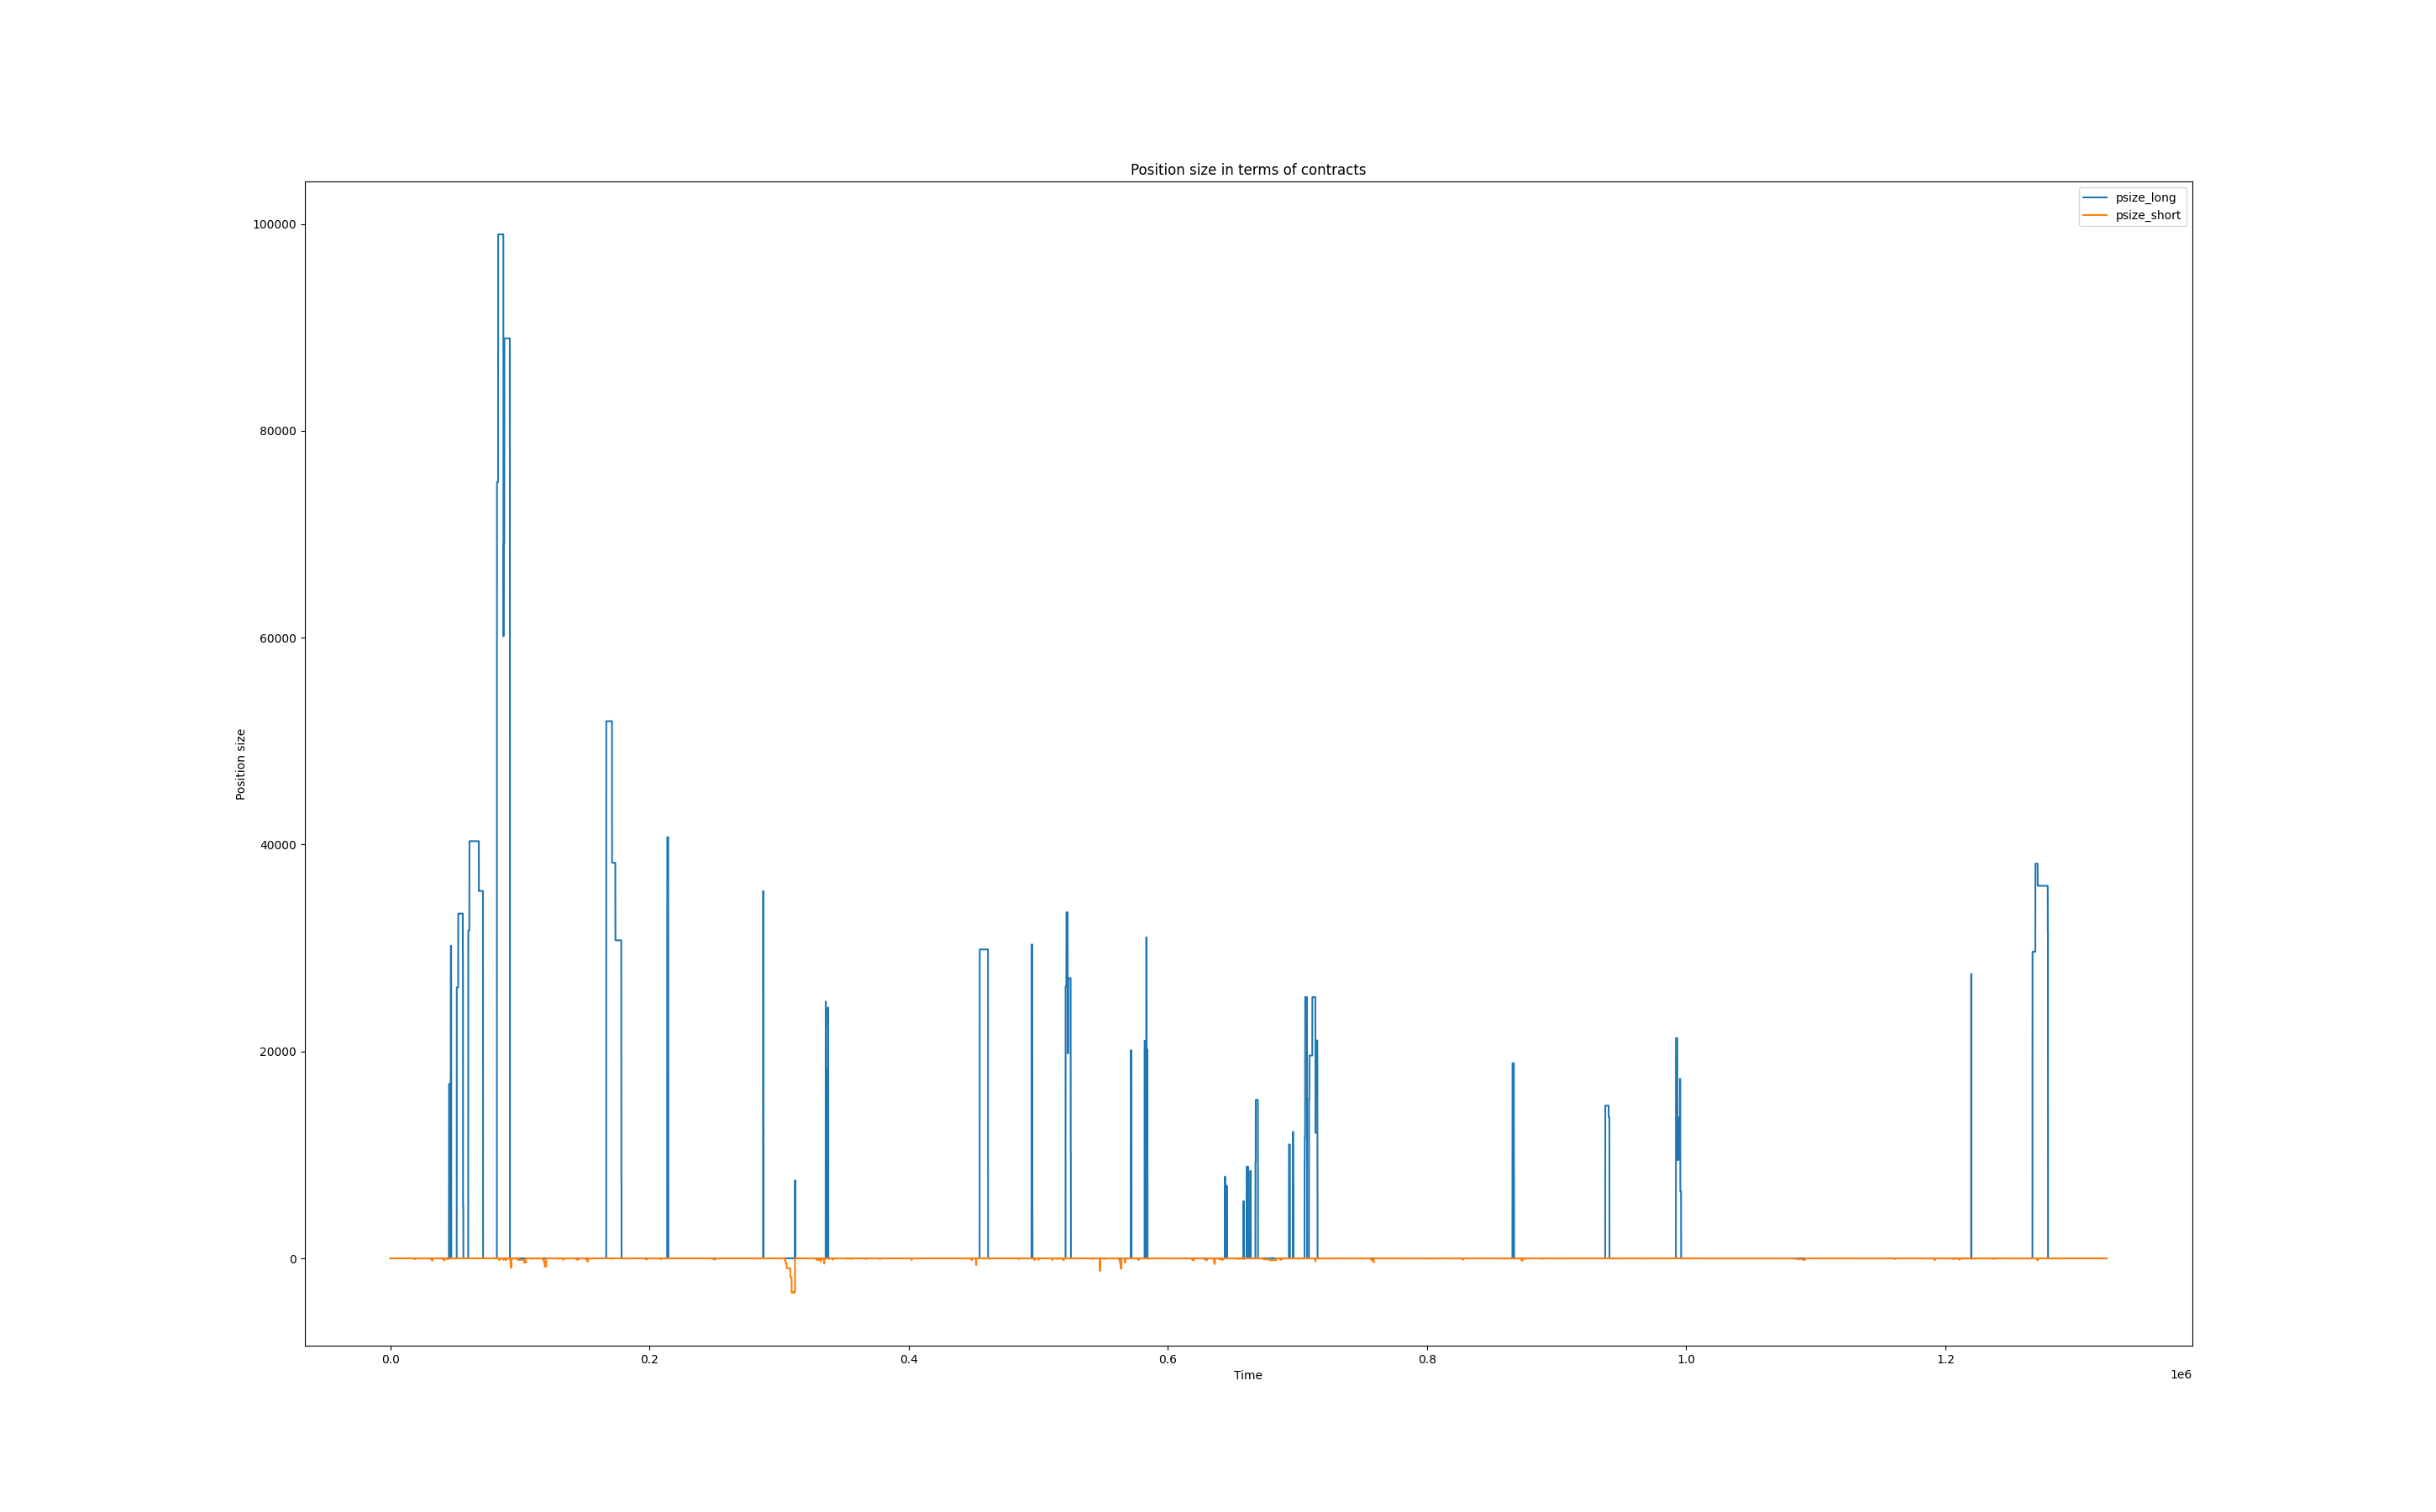 Position size in terms of contracts
psize_long
psize_short
100000
80000
60000
40000
20000
0
Position size
0.0 0.2 0.4 0.6 0.8 1.0 1.2
Time
1e6